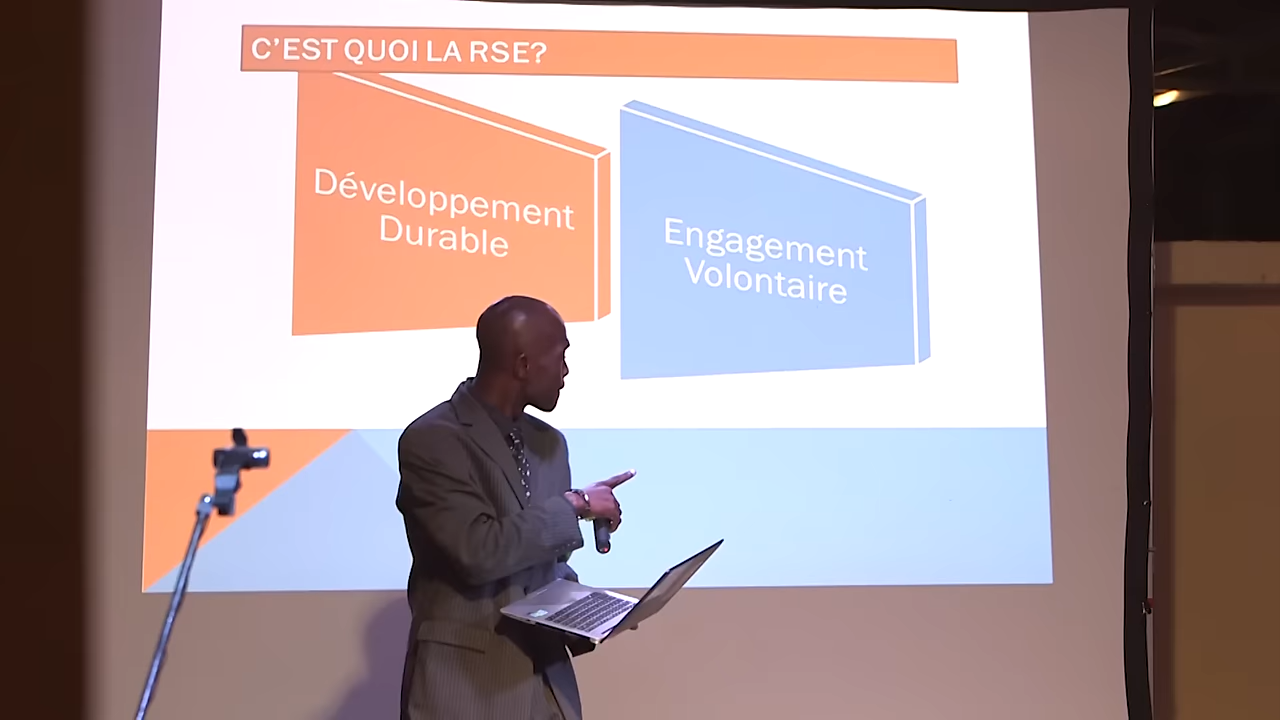 C'EST QUOI LA RSE?
Développement
Durable
Engagement
Volontaire